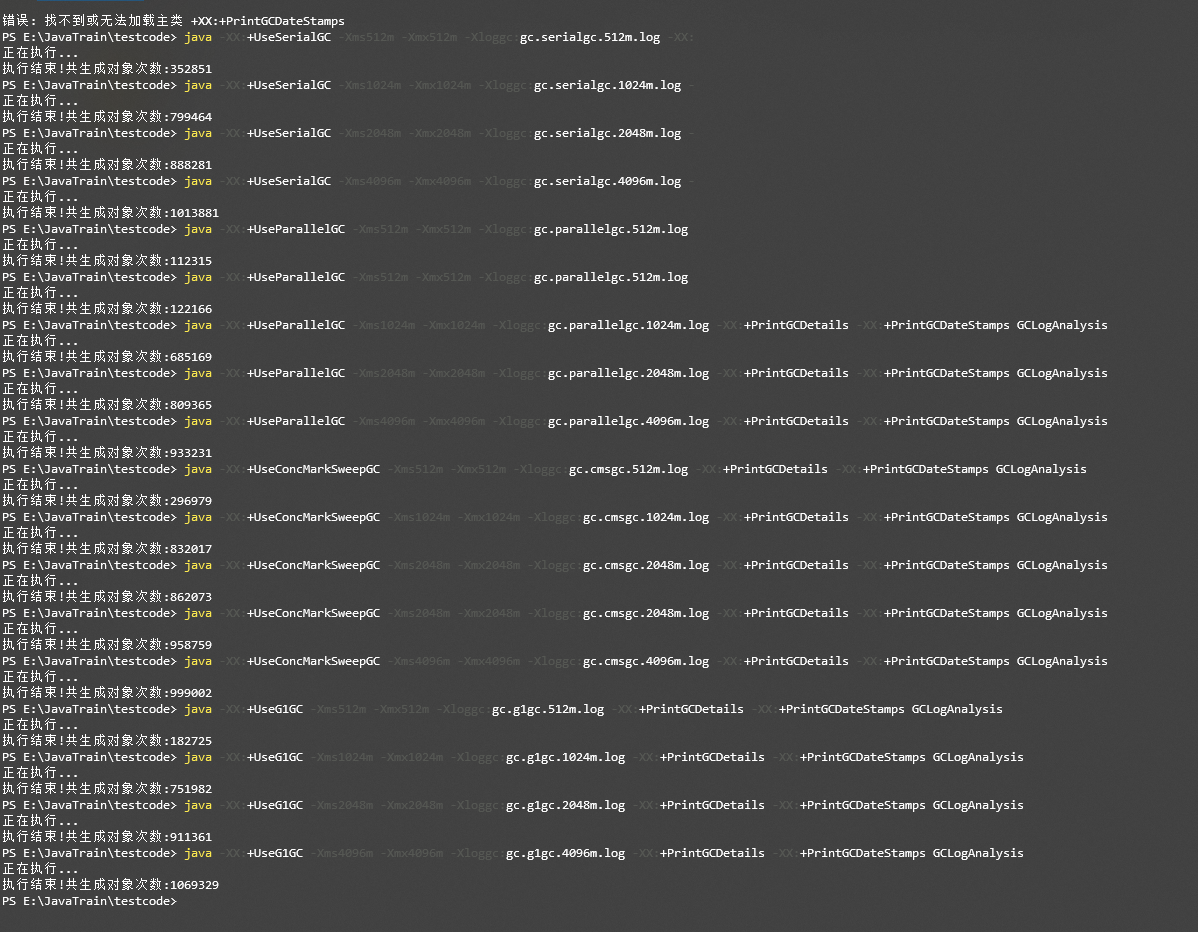 错误: 找不到或无法加载主类 +XX:+PrintGCDateStamps
PS E:\JavaTrain\testcode> java -XX:+UseSerialGC -Xms512m -Xmx512m -Xloggc:gc.serialgc.512m.log -XX:
正在执行...
执行结束!共生成对象次数:352851
PS E:\JavaTrain\testcode> java -XX:+UseSerialGC -Xms1024m -Xmx1024m -Xloggc:gc.serialgc.1024m.log -
正在执行...
执行结束!共生成对象次数:799464
PS E:\JavaTrain\testcode> java -XX:+UseSerialGC -Xms2048m -Xmx2048m -Xloggc:gc.serialgc.2048m.log -
正在执行...
执行结束!共生成对象次数:888281
PS E:\JavaTrain\testcode> java -XX:+UseSerialGC -Xms4096m -Xmx4096m -Xloggc:gc.serialgc.4096m.log -
正在执行...
执行结束!共生成对象次数:1013881
PS E:\JavaTrain\testcode> java -XX:+UseParallelGC -Xms512m -Xmx512m -Xloggc:gc.parallelgc.512m.log
正在执行...
执行结束!共生成对象次数:112315
PS E:\JavaTrain\testcode> java -XX:+UseParallelGC -Xms512m -Xmx512m -Xloggc:gc.parallelgc.512m.log
正在执行...
执行结束!共生成对象次数:122166
PS E:\JavaTrain\testcode> java -XX:+UseParallelGC -Xms1024m -Xmx1024m -Xloggc:gc.parallelgc.1024m.log -XX:+PrintGCDetails -XX:+PrintGCDateStamps GCLogAnalysis
正在执行...
执行结束!共生成对象次数:685169
PS E:\JavaTrain\testcode> java -XX:+UseParallelGC -Xms2048m -Xmx2048m -Xloggc:gc.parallelgc.2048m.log -XX:+PrintGCDetails -XX:+PrintGCDateStamps GCLogAnalysis
正在执行...
执行结束!共生成对象次数:809365
PS E:\JavaTrain\testcode> java -XX:+UseParallelGC -Xms4096m -Xmx4096m -Xloggc:gc.parallelgc.4096m.log -XX:+PrintGCDetails -XX:+PrintGCDateStamps GCLogAnalysis
正在执行...
执行结束!共生成对象次数:933231
PS E:\JavaTrain\testcode> java -XX:+UseConcMarkSweepGC -Xms512m -Xmx512m -Xloggc:gc.cmsgc.512m.log -XX:+PrintGCDetails -XX:+PrintGCDateStamps GCLogAnalysis
正在执行...
执行结束!共生成对象次数:296979
PS E:\JavaTrain\testcode> java -XX:+UseConcMarkSweepGC -Xms1024m -Xmx1024m -Xloggc:gc.cmsgc.1024m.log -XX:+PrintGCDetails -XX:+PrintGCDateStamps GCLogAnalysis
正在执行...
执行结束!共生成对象次数:832017
PS E:\JavaTrain\testcode> java -XX:+UseConcMarkSweepGC -Xms2048m -Xmx2048m -Xloggc:gc.cmsgc.2048m.log -XX:+PrintGCDetails -XX:+PrintGCDateStamps GCLogAnalysis
正在执行...
执行结束!共生成对象次数:862073
PS E:\JavaTrain\testcode> java -XX:+UseConcMarkSweepGC -Xms2048m -Xmx2048m -Xloggc:gc.cmsgc.2048m.log -XX:+PrintGCDetails -XX:+PrintGCDateStamps GCLogAnalysis
正在执行...
执行结束!共生成对象次数:958759
PS E:\JavaTrain\testcode> java -XX:+UseConcMarkSweepGC -Xms4096m -Xmx4096m -Xloggc:gc.cmsgc.4096m.log -XX:+PrintGCDetails -XX:+PrintGCDateStamps GCLogAnalysis
正在执行...
执行结束!共生成对象次数:999002
PS E:\JavaTrain\testcode> java -XX:+UseG1GC -Xms512m -Xmx512m -Xloggc:gc.g1gc.512m.log -XX:+PrintGCDetails -XX:+PrintGCDateStamps GCLogAnalysis
正在执行...
执行结束!共生成对象次数:182725
PS E:\JavaTrain\testcode> java -XX:+UseG1GC -Xms1024m -Xmx1024m -Xloggc:gc.g1gc.1024m.log -XX:+PrintGCDetails -XX:+PrintGCDateStamps GCLogAnalysis
正在执行...
执行结束!共生成对象次数:751982
PS E:\JavaTrain\testcode> java -XX:+UseG1GC -Xms2048m -Xmx2048m -Xloggc:gc.g1gc.2048m.log -XX:+PrintGCDetails -XX:+PrintGCDateStamps GCLogAnalysis
正在执行...
执行结束!共生成对象次数:911361
PS E:\JavaTrain\testcode> java -XX:+UseG1GC -Xms4096m -Xmx4096m -Xloggc:gc.g1gc.4096m.log -XX:+PrintGCDetails -XX:+PrintGCDateStamps GCLogAnalysis
正在执行...
执行结束!共生成对象次数:1069329
PS E:\JavaTrain\testcode>